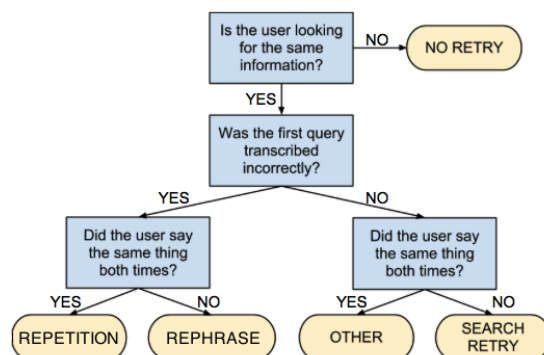 Is the user looking
for the same
information?
NO
NO RETRY
YES
Was the first query
transcribed
incorrectly?
YES
NO
Did the user say
the same thing
both times?
Did the user say
the same thing
both times?
YES
NO
YES
NO
REPETITION
REPHRASE
OTHER
SEARCH
RETRY